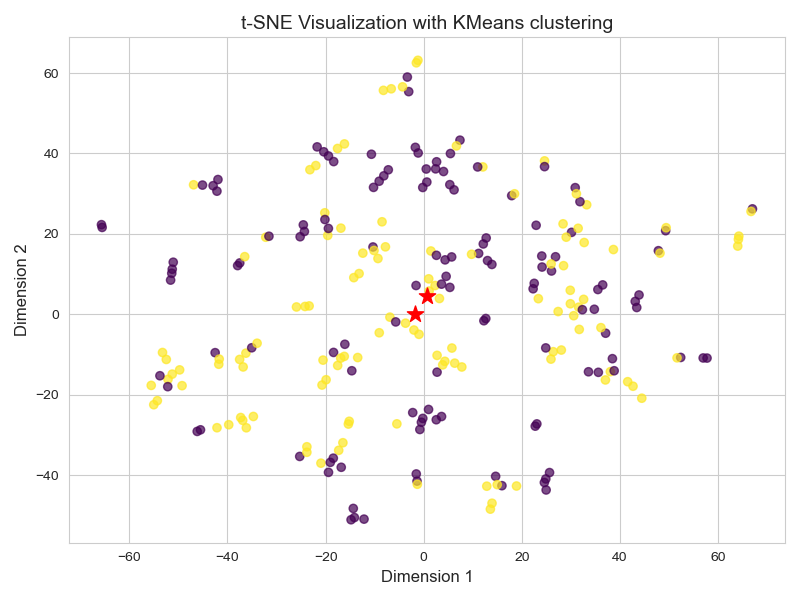 t-SNE Visualization with KMeans clustering
60
40
20
0
−20
−40
Dimension 2
−60 −40 −20 0 20 40 60
Dimension 1